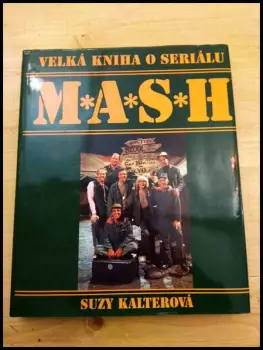 VELKÁ KNIHA O SERIÁLU
M*A*S*H
SUZY KALTEROVÁ